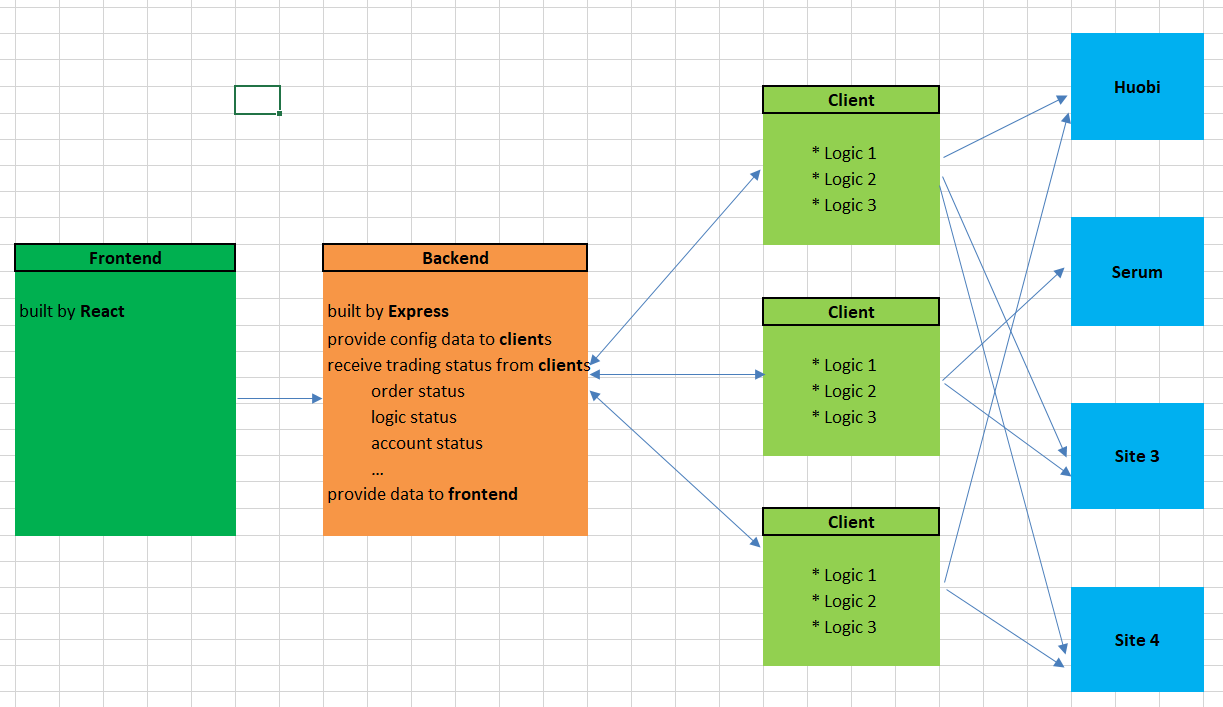 Frontend
built by React
Backend
built by Express
provide config data to clients
receive trading status from clients
order status
logic status
account status
...
provide data to frontend
Client
* Logic 1
* Logic 2
* Logic 3
Client
* Logic 1
* Logic 2
* Logic 3
Client
* Logic 1
* Logic 2
* Logic 3
Huobi
Serum
Site 3
Site 4